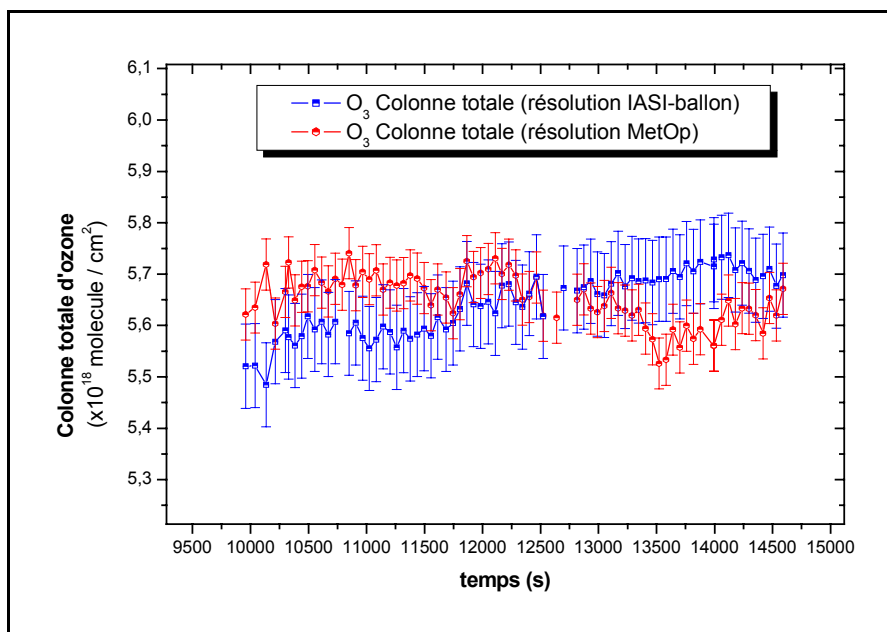 6,1
6,0
5,9
5,8
5,7
5,6
5,5
5,4
5,3
O3 Colonne totale (résolution IASI-ballon)
O3 Colonne totale (résolution MetOp)
Colonne totale d'ozone
(x10^18 molecule / cm²)
9500 10000 10500 11000 11500 12000 12500 13000 13500 14000 14500 15000
temps (s)